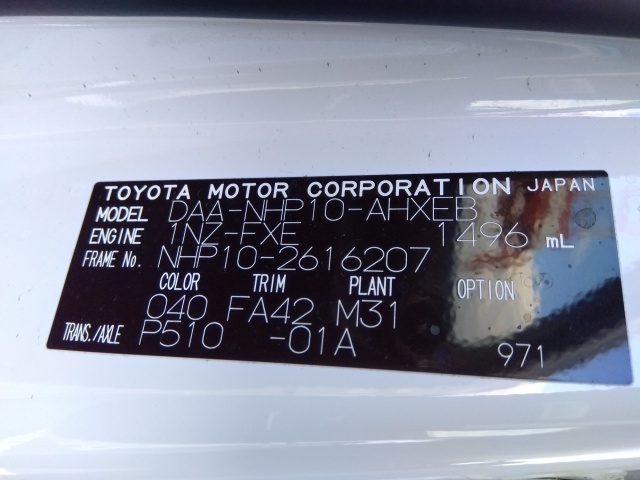 TOYOTA MOTOR CORPORATION JAPAN
MODEL DAA-NHP10-AHXEB
ENGINE 1NZ-FXE 1496 mL
FRAME No. NHP10-2616207
COLOR TRIM PLANT OPTION
040 FA42 M31
TRANS./AXLE P510 -01A 971